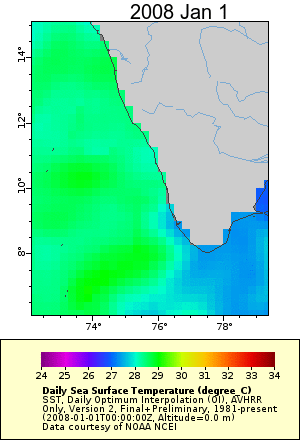 2008 Jan 1
14°
12°
10°
9°
8°
74°
76°
78°
24 25 26 27 28 29 30 31 32 33 34
Daily Sea Surface Temperature (degree_C)
SST, Daily Optimum Interpolation (OI), AVHRR
Only, Version 2, Final+Preliminary, 1981-present
(2008-01-01T00:00:00Z, Altitude=0.0 m)
Data courtesy of NOAA NCEI